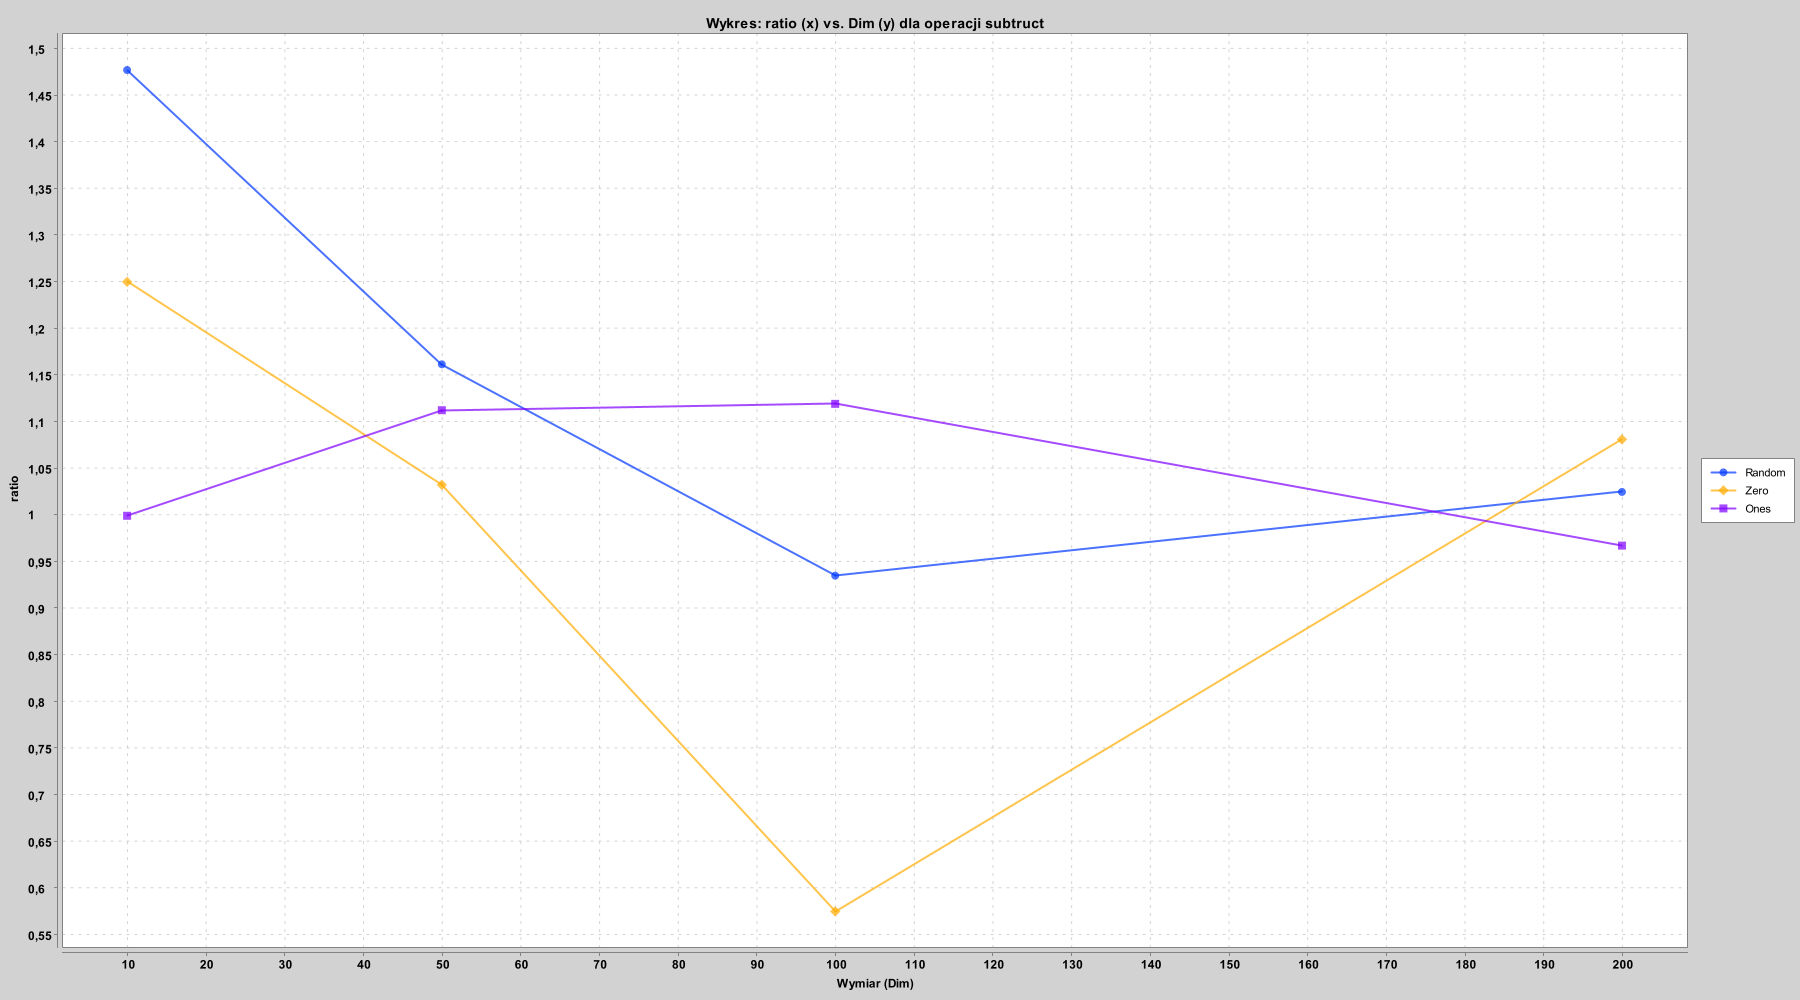 Wykres: ratio (x) vs. Dim (y) dla operacji subtruct
1,5
1,45
1,4
1,35
1,3
1,25
1,2
1,15
1,1
1,05
1
0,95
0,9
0,85
0,8
0,75
0,7
0,65
0,6
0,55
ratio
10 20 30 40 50 60 70 80 90 100 110 120 130 140 150 160 170 180 190 200
Wymiar (Dim)
Random
Zero
Ones